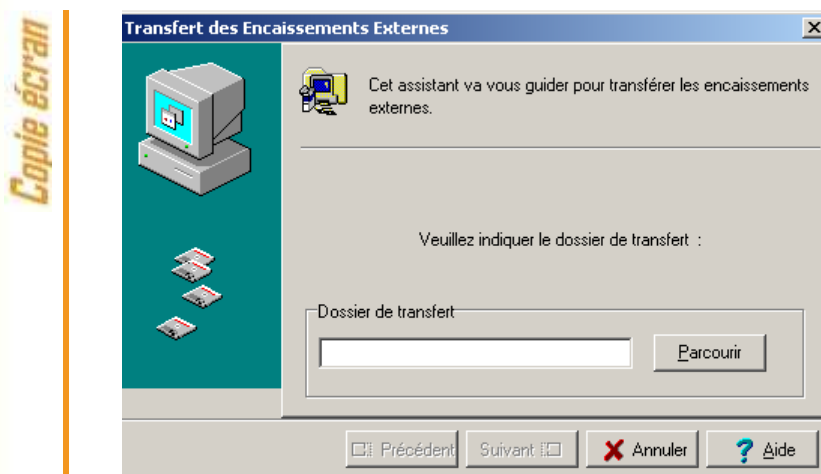 Copie écran
Transfert des Encaissements Externes
Cet assistant va vous guider pour transférer les encaissements
externes.
Veuillez indiquer le dossier de transfert :
Dossier de transfert
Parcourir
Précédent
Suivant
Annuler
Aide